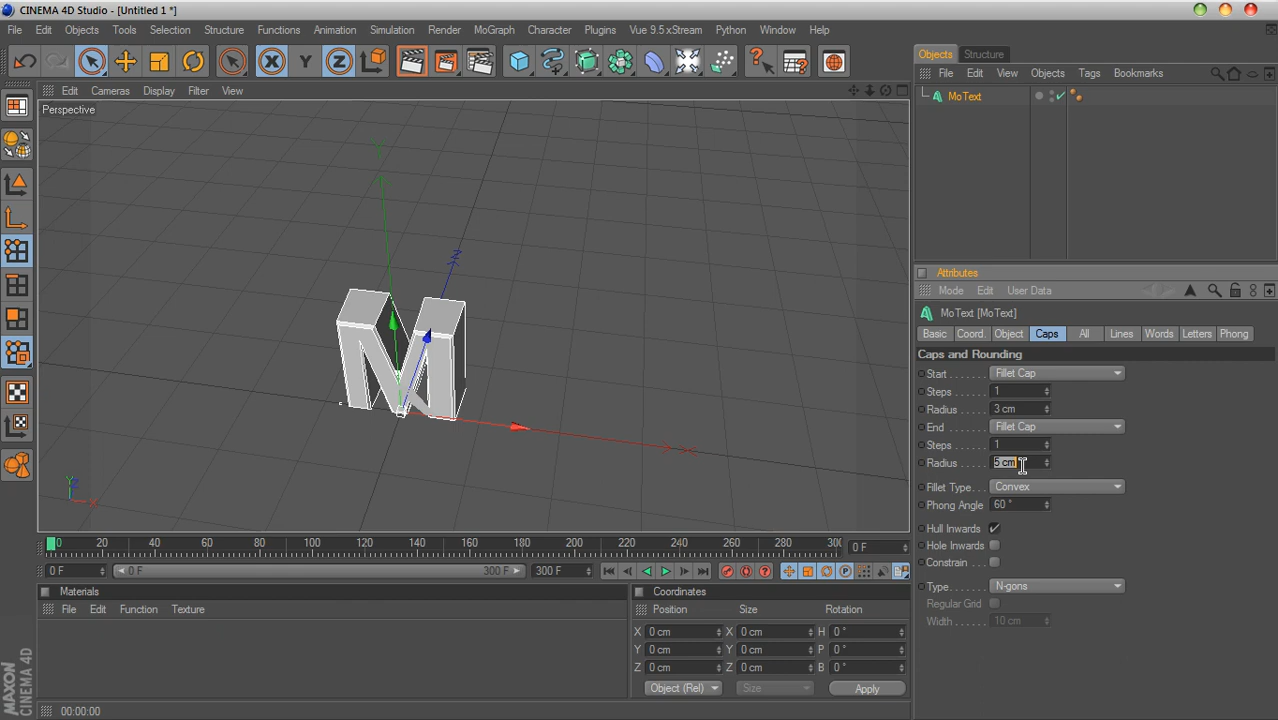 CINEMA 4D Studio - [Untitled 1 *]
File Edit Objects Tools Selection Structure Functions Animation Simulation Render MoGraph Character Plugins Vue 9.5 xStream Python Window Help
X Y Z
Edit Cameras Display Filter View
Perspective
Y
Z
X
Y
Z
X
0 20 40 60 80 100 120 140 160 180 200 220 240 260 280 30
0 F
0 F
0 F
300 F
300 F
Materials
File Edit Function Texture
Coordinates
Position Size Rotation
X 0 cm X 0 cm H 0 °
Y 0 cm Y 0 cm P 0 °
Z 0 cm Z 0 cm B 0 °
Object (Rel) Size Apply
MAXON
CINEMA 4D
00:00:00
Objects Structure
File Edit View Objects Tags Bookmarks
MoText
Attributes
Mode Edit User Data
MoText [MoText]
Basic Coord. Object Caps All Lines Words Letters Phong
Caps and Rounding
Start . . . . . . . Fillet Cap
Steps . . . . . . 1
Radius . . . . . 3 cm
End . . . . . . . . Fillet Cap
Steps . . . . . . 1
Radius . . . . . 5 cm
Fillet Type . . . Convex
Phong Angle 60 °
Hull Inwards
Hole Inwards
Constrain . . .
Type . . . . . . . N-gons
Regular Grid
Width . . . . . . 10 cm